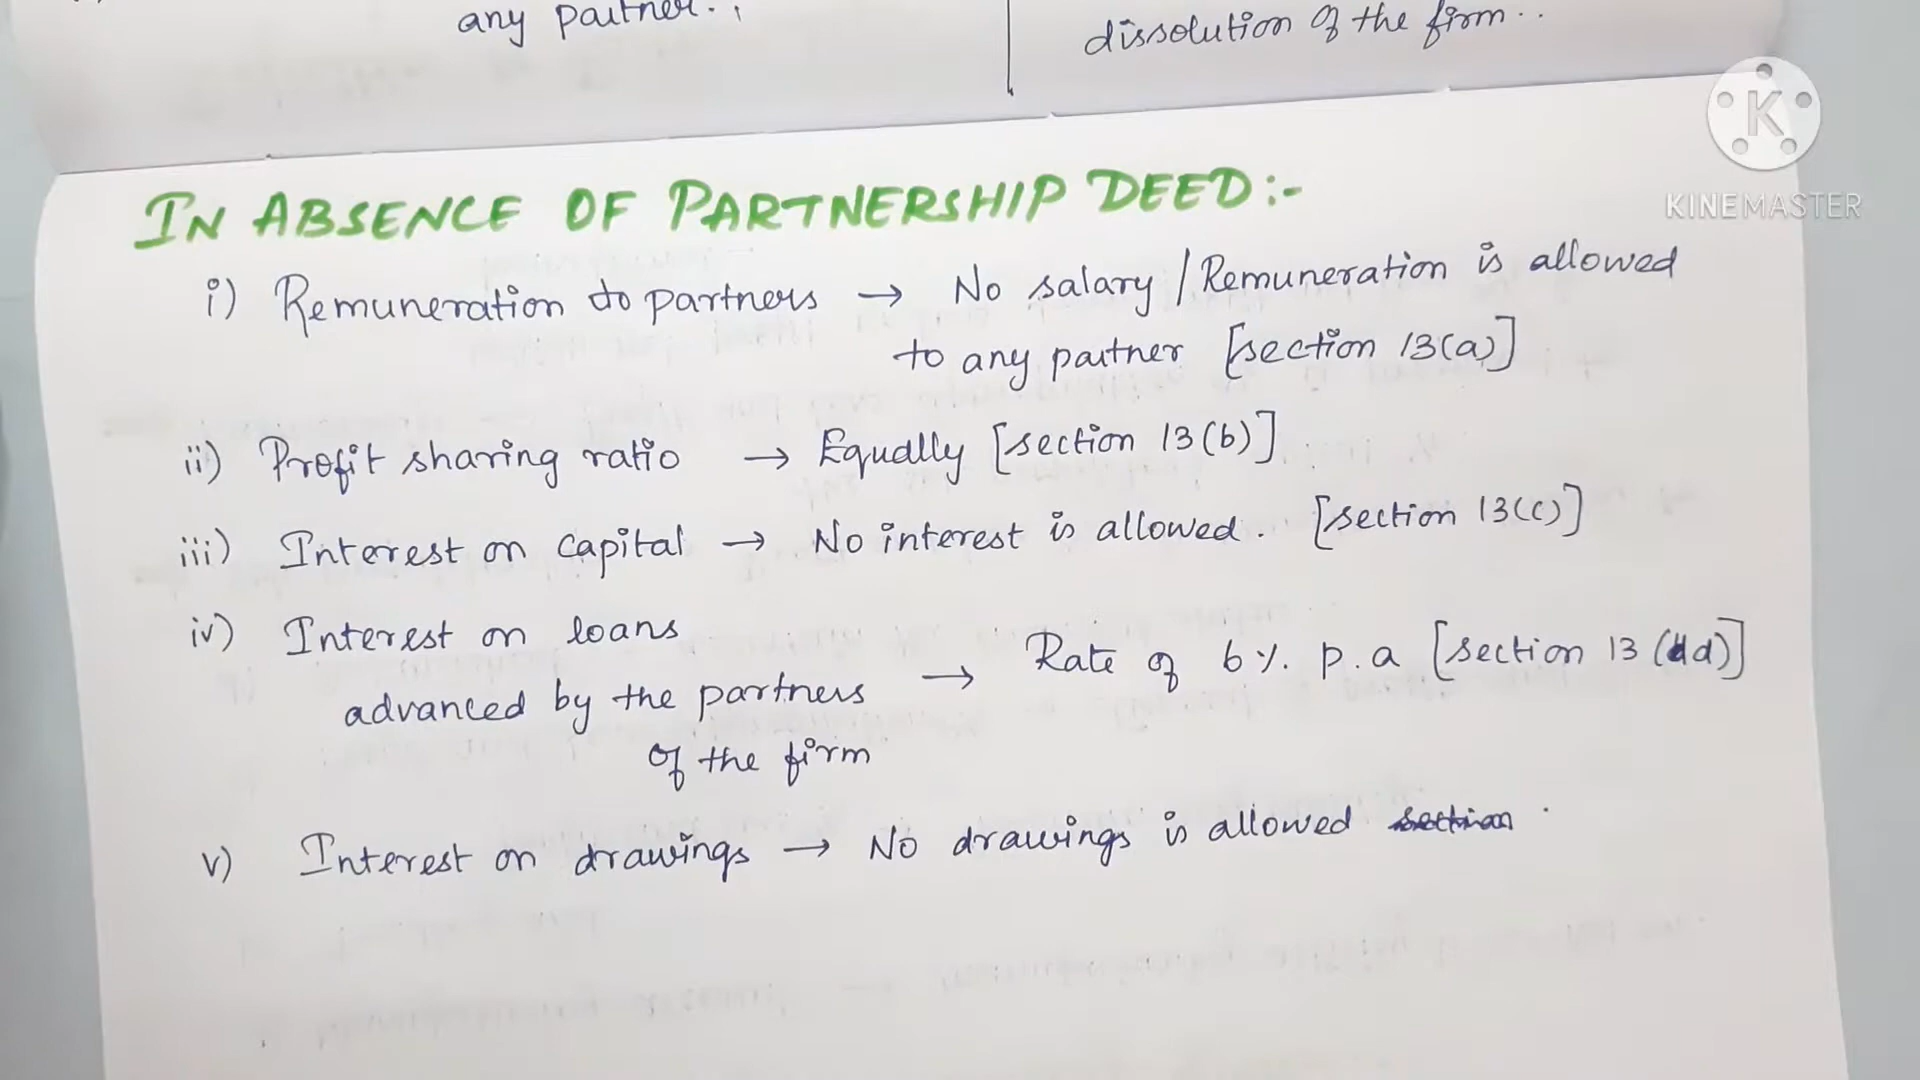 any partner.
dissolution of the firm..
K
KINEMASTER
IN ABSENCE OF PARTNERSHIP DEED:-
i) Remuneration to partners → No salary / Remuneration is allowed
to any partner [section 13(a)]
ii) Profit sharing ratio → Equally [section 13(b)]
iii) Interest on capital → No interest is allowed. [section 13(c)]
iv) Interest on loans
advanced by the partners → Rate of 6%. p.a [section 13 (d)]
of the firm
v) Interest on drawings → No drawings is allowed section.